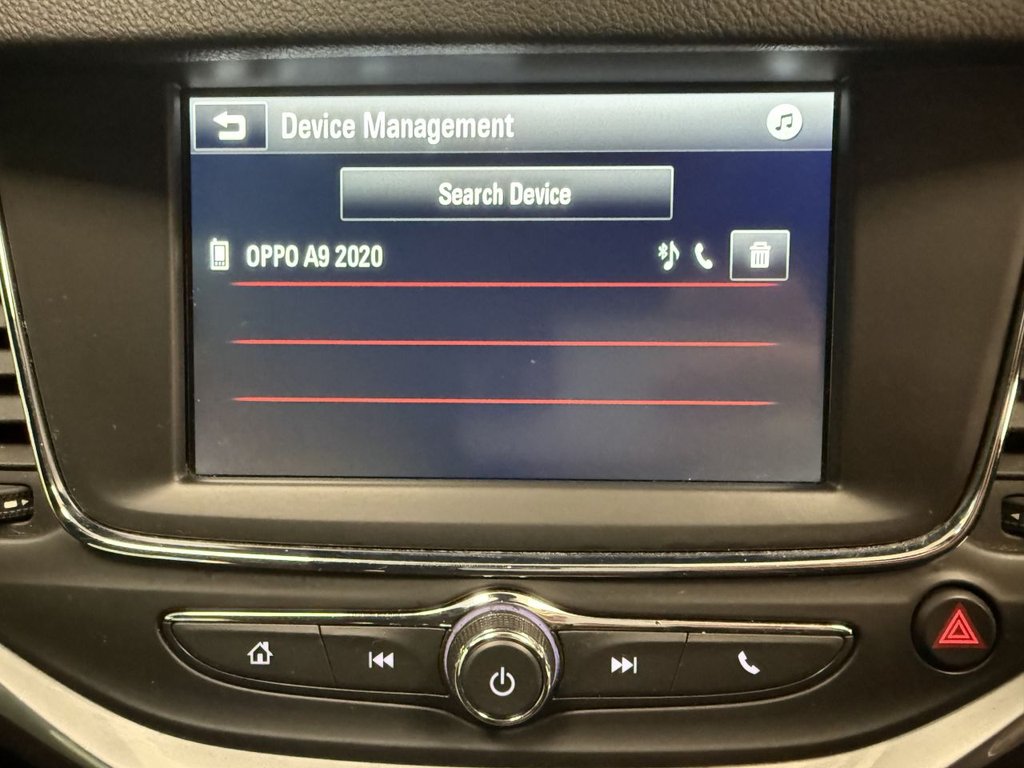 Device Management
Search Device
OPPO A9 2020